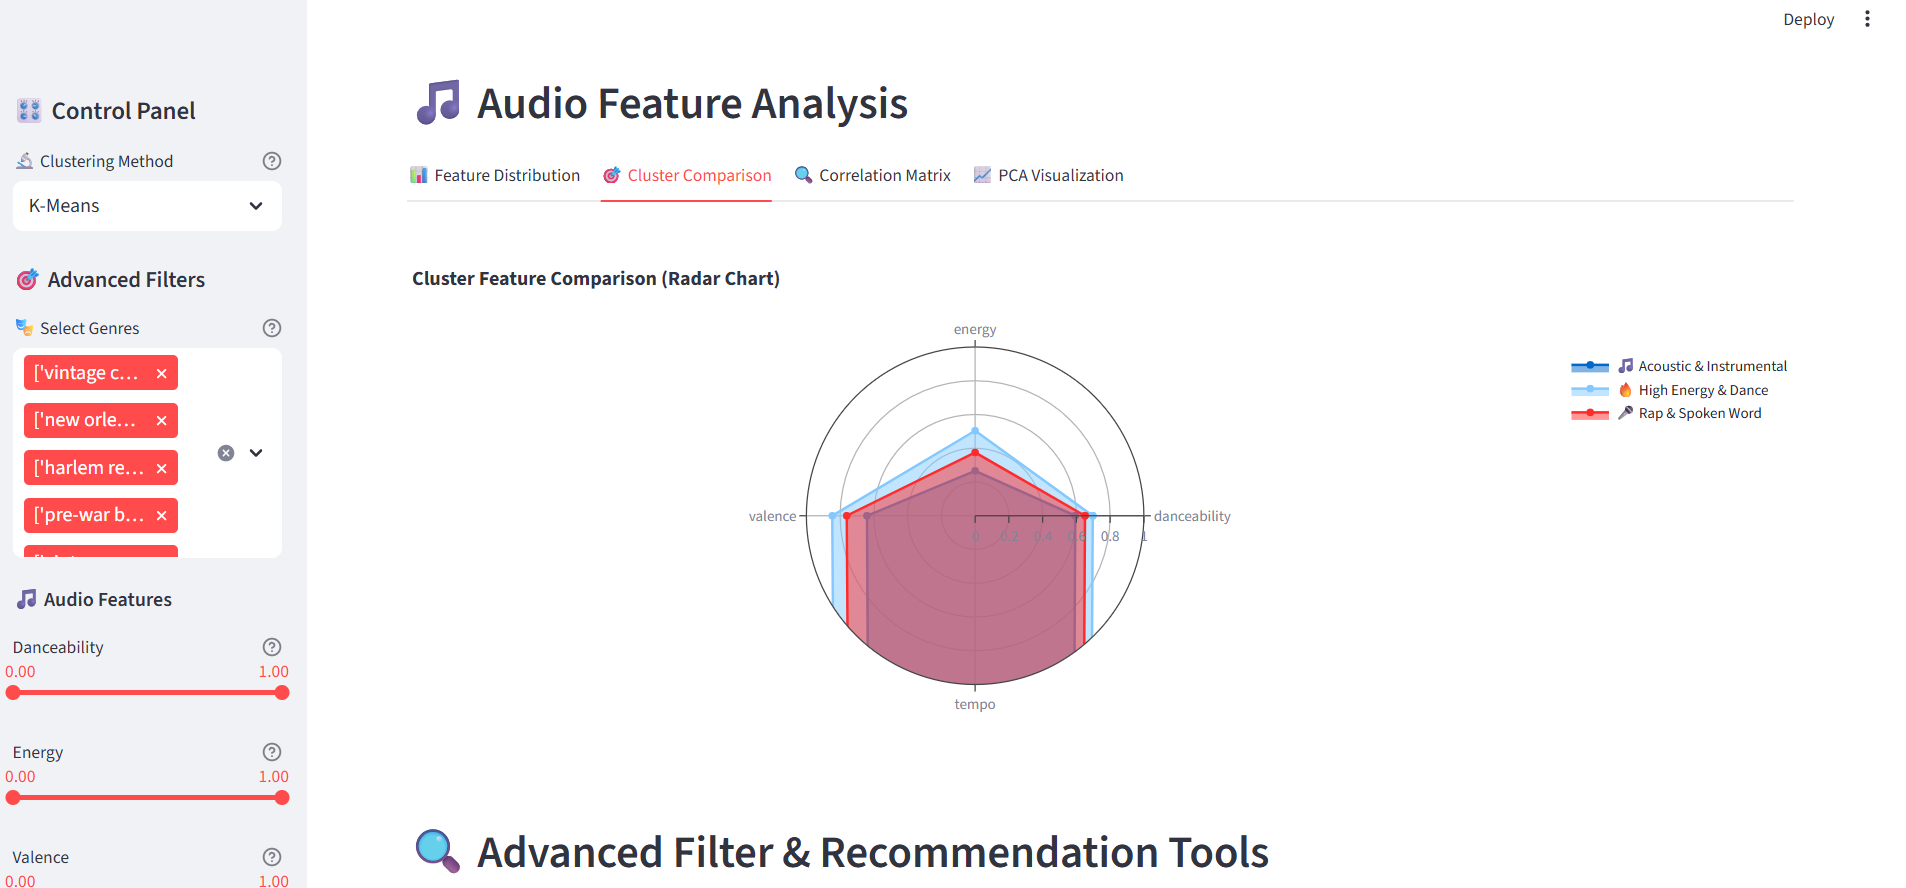 Deploy
Control Panel
Clustering Method
K-Means
Advanced Filters
Select Genres
['vintage c...
['new orle...
['harlem re...
['pre-war b...
Audio Features
Danceability
0.00 1.00
Energy
0.00 1.00
Valence
0.00 1.00
Audio Feature Analysis
Feature Distribution
Cluster Comparison
Correlation Matrix
PCA Visualization
Cluster Feature Comparison (Radar Chart)
energy
valence
danceability
0 0.2 0.4 0.6 0.8 1
tempo
Acoustic & Instrumental
High Energy & Dance
Rap & Spoken Word
Advanced Filter & Recommendation Tools